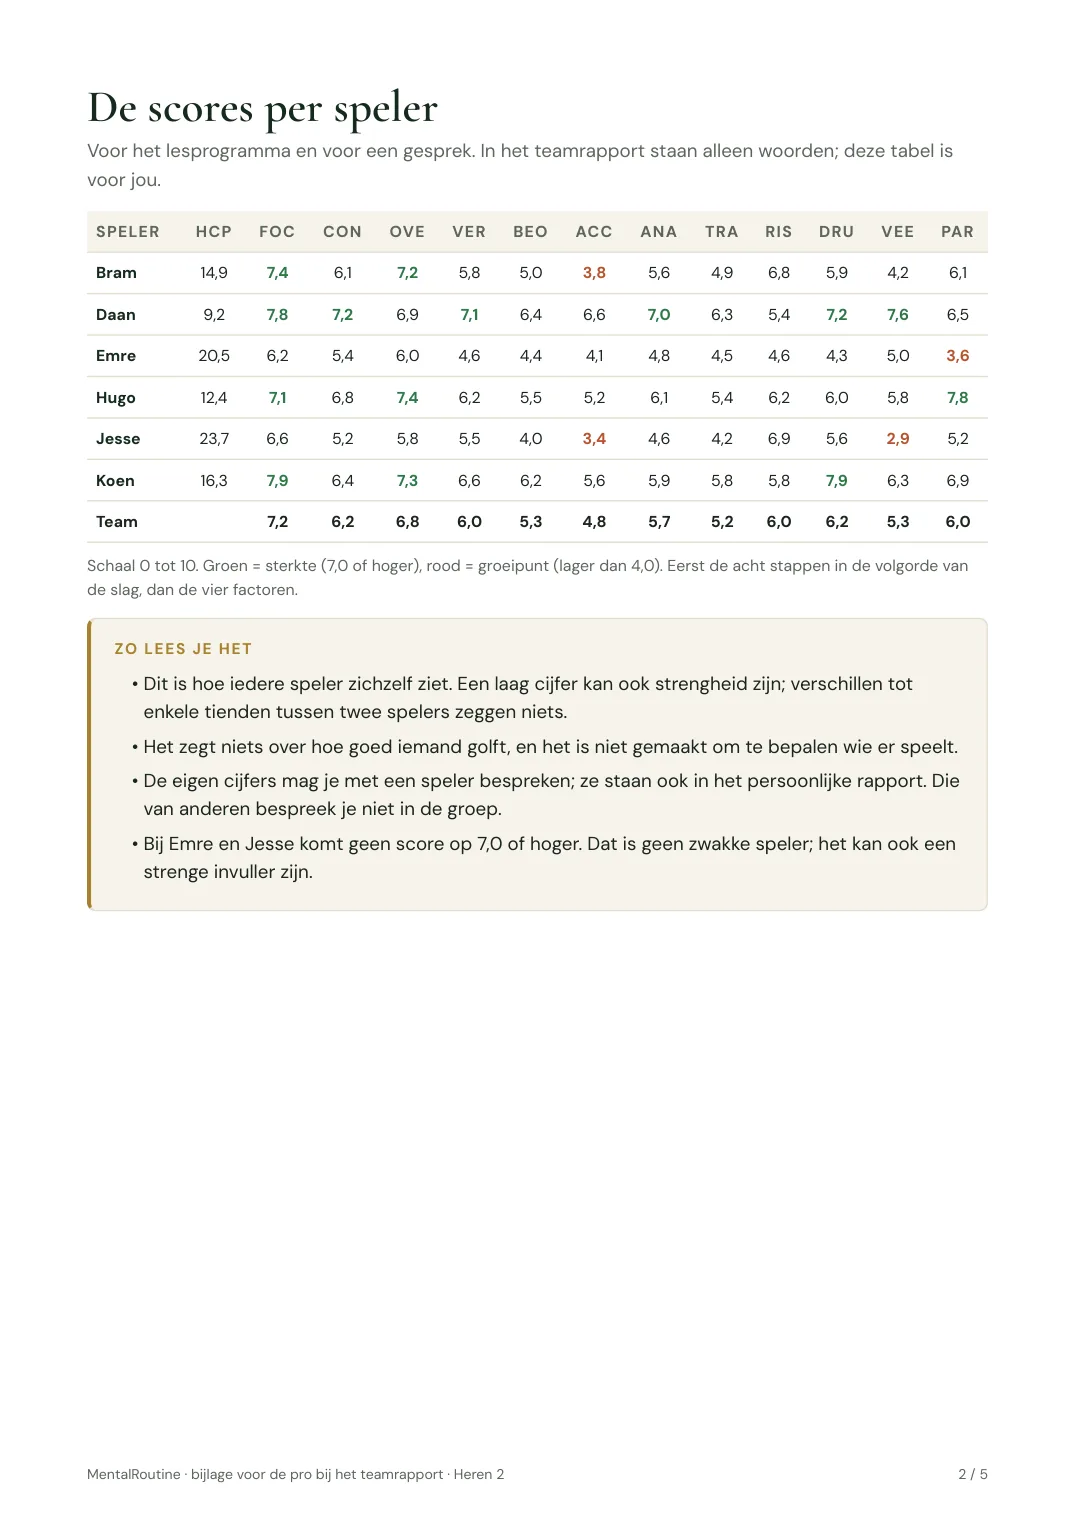 De scores per speler
Voor het lesprogramma en voor een gesprek. In het teamrapport staan alleen woorden; deze tabel is
voor jou.
SPELER HCP FOC CON OVE VER BEO ACC ANA TRA RIS DRU VEE PAR
Bram 14,9 7,4 6,1 7,2 5,8 5,0 3,8 5,6 4,9 6,8 5,9 4,2 6,1
Daan 9,2 7,8 7,2 6,9 7,1 6,4 6,6 7,0 6,3 5,4 7,2 7,6 6,5
Emre 20,5 6,2 5,4 6,0 4,6 4,4 4,1 4,8 4,5 4,6 4,3 5,0 3,6
Hugo 12,4 7,1 6,8 7,4 6,2 5,5 5,2 6,1 5,4 6,2 6,0 5,8 7,8
Jesse 23,7 6,6 5,2 5,8 5,5 4,0 3,4 4,6 4,2 6,9 5,6 2,9 5,2
Koen 16,3 7,9 6,4 7,3 6,6 6,2 5,6 5,9 5,8 5,8 7,9 6,3 6,9
Team 7,2 6,2 6,8 6,0 5,3 4,8 5,7 5,2 6,0 6,2 5,3 6,0
Schaal 0 tot 10. Groen = sterkte (7,0 of hoger), rood = groeipunt (lager dan 4,0). Eerst de acht stappen in de volgorde van
de slag, dan de vier factoren.
ZO LEES JE HET
• Dit is hoe iedere speler zichzelf ziet. Een laag cijfer kan ook strengheid zijn; verschillen tot
enkele tienden tussen twee spelers zeggen niets.
• Het zegt niets over hoe goed iemand golft, en het is niet gemaakt om te bepalen wie er speelt.
• De eigen cijfers mag je met een speler bespreken; ze staan ook in het persoonlijke rapport. Die
van anderen bespreek je niet in de groep.
• Bij Emre en Jesse komt geen score op 7,0 of hoger. Dat is geen zwakke speler; het kan ook een
strenge invuller zijn.
MentalRoutine · bijlage voor de pro bij het teamrapport · Heren 2
2 / 5